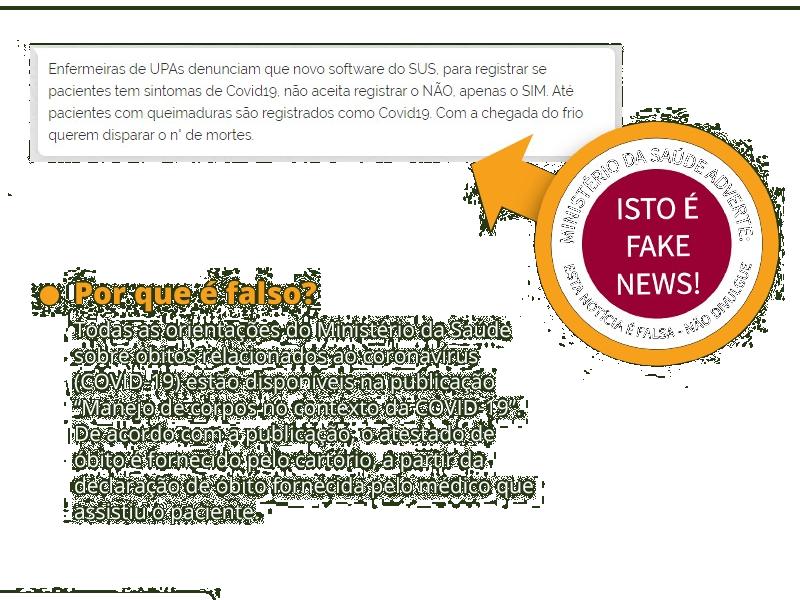 Enfermeiras de UPAs denunciam que novo software do SUS, para registrar se
pacientes tem sintomas de Covid19, não aceita registrar o NÃO, apenas o SIM. Até
pacientes com queimaduras são registrados como Covid19. Com a chegada do frio
querem disparar o n° de mortes.
MINISTÉRIO DA SAÚDE ADVERTE:
ISTO É
FAKE
NEWS!
ESTA NOTÍCIA É FALSA - NÃO DIVULGUE
Por que é falso?
Todas as orientações do Ministério da Saúde
sobre óbitos relacionados ao coronavírus
(COVID-19) estão disponíveis na publicação
"Manejo de corpos no contexto da COVID-19".
De acordo com a publicação, o atestado de
óbito é fornecido pelo cartório, a partir da
declaração de óbito fornecida pelo médico que
assistiu o paciente.